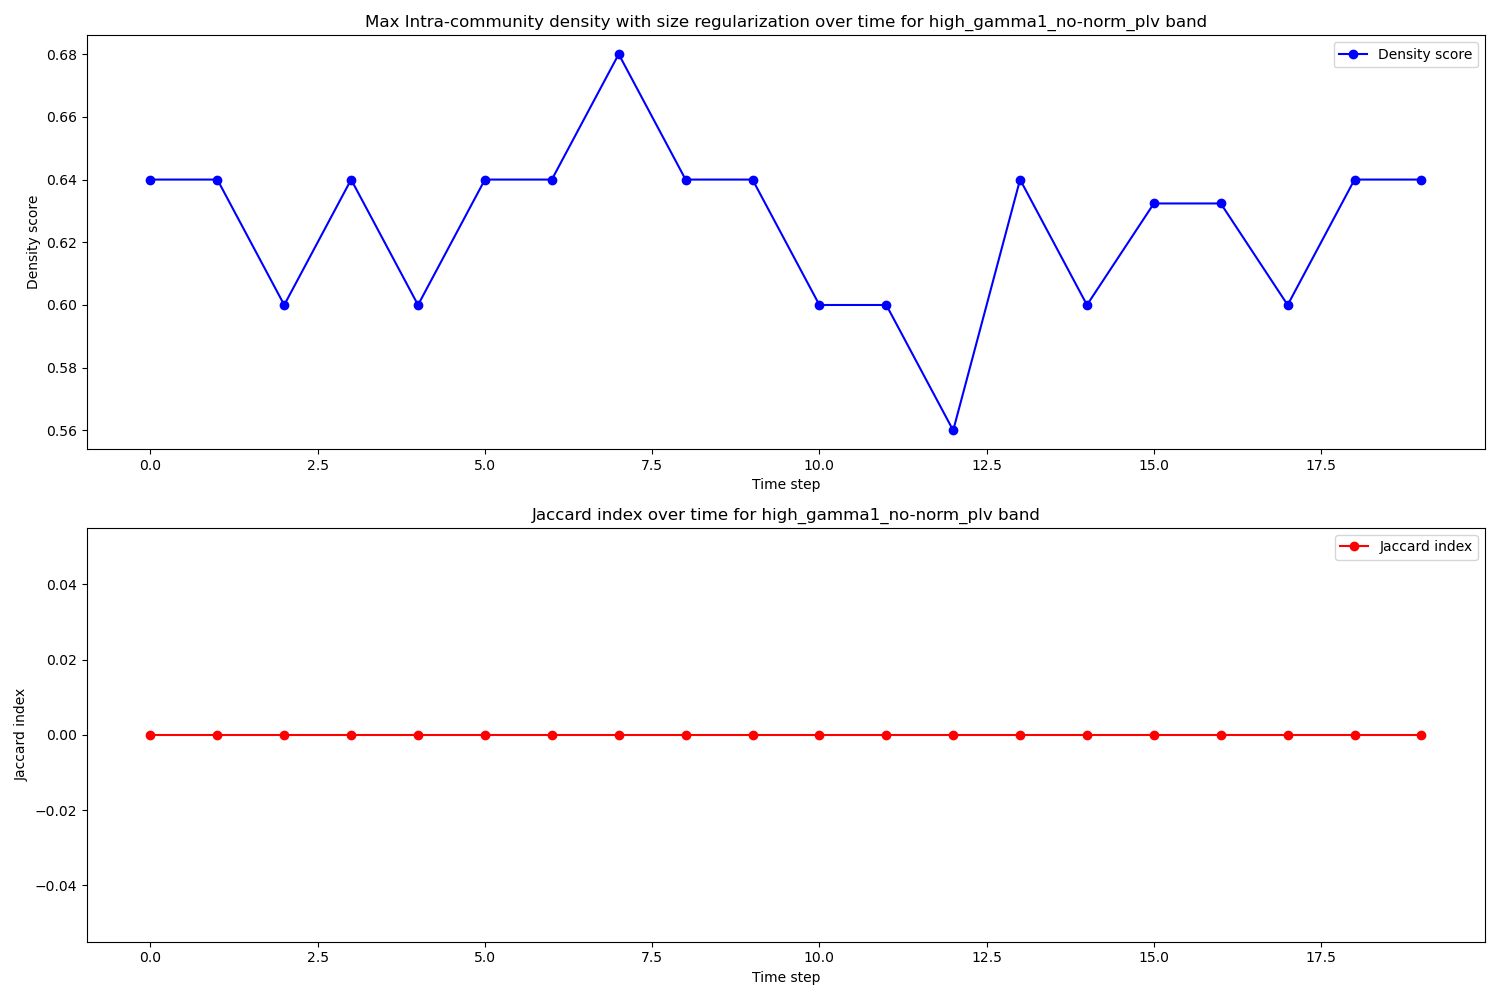 Max Intra-community density with size regularization over time for high_gamma1_no-norm_plv band
Density score
0.68
0.66
0.64
0.62
0.60
0.58
0.56
Density score
0.0 2.5 5.0 7.5 10.0 12.5 15.0 17.5
Time step
Jaccard index over time for high_gamma1_no-norm_plv band
Jaccard index
0.04
0.02
0.00
−0.02
−0.04
Jaccard index
0.0 2.5 5.0 7.5 10.0 12.5 15.0 17.5
Time step